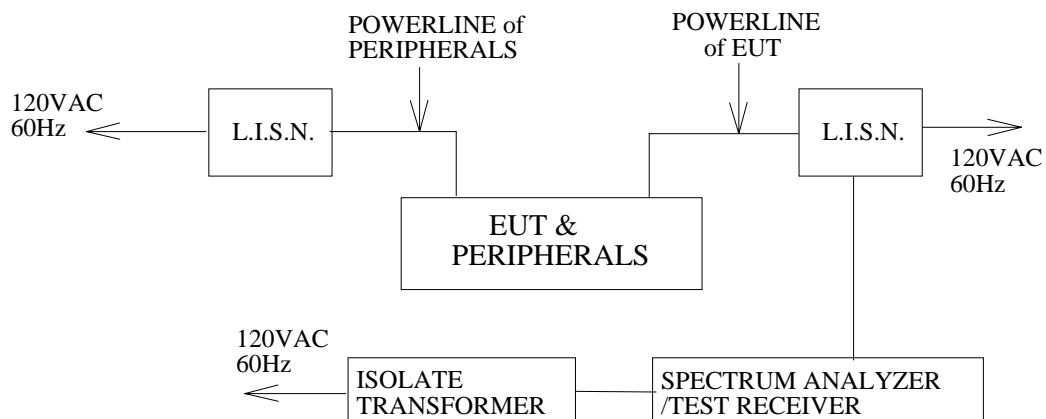 POWERLINE of
PERIPHERALS
POWERLINE
of EUT
120VAC
60Hz
L.I.S.N.
L.I.S.N.
120VAC
60Hz
EUT &
PERIPHERALS
120VAC
60Hz
ISOLATE
TRANSFORMER
SPECTRUM ANALYZER
/TEST RECEIVER